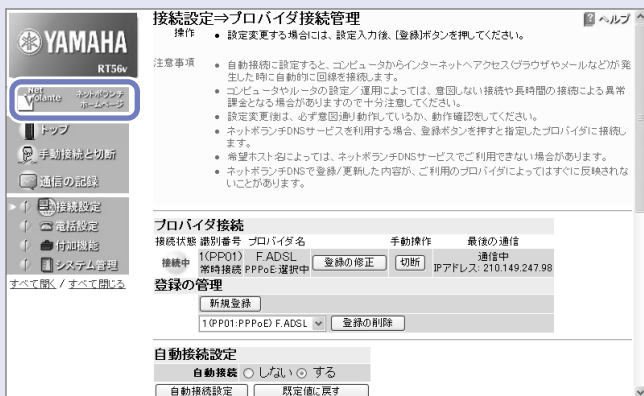 YAMAHA
RT56v
Net Volante ネットボランチ
ホームページ
トップ
手動接続と切断
通信の記録
接続設定
電話設定
付加機能
システム管理
すべて開く / すべて閉じる
接続設定⇒プロバイダ接続管理
ヘルプ
操作
• 設定変更する場合には、設定入力後、[登録]ボタンを押してください。
注意事項
• 自動接続に設定すると、コンピュータからインターネットへアクセス(ブラウザやメールなど)が発
生した時に自動的に回線を接続します。
• コンピュータやルータの設定/運用によっては、意図しない接続や長時間の接続による異常
課金となる場合がありますので十分注意してください。
• 設定変更後は、必ず意図通り動作しているか、動作確認をしてください。
• ネットボランチDNSサービスを利用する場合、登録ボタンを押すと指定したプロバイダに接続し
ます。
• 希望ホスト名によっては、ネットボランチDNSサービスでご利用できない場合があります。
• ネットボランチDNSで登録/更新した内容が、ご利用のプロバイダによってはすぐに反映されな
いことがあります。
プロバイダ接続
接続状態 識別番号 プロバイダ名 手動操作 最後の通信
接続中 1(PP01) F.ADSL 登録の修正 切断 通信中
常時接続 PPPoE:選択中 IPアドレス: 210.149.247.98
登録の管理
新規登録
1(PP01:PPPoE) F.ADSL 登録の削除
自動接続設定
自動接続 しない する
自動接続設定 既定値に戻す